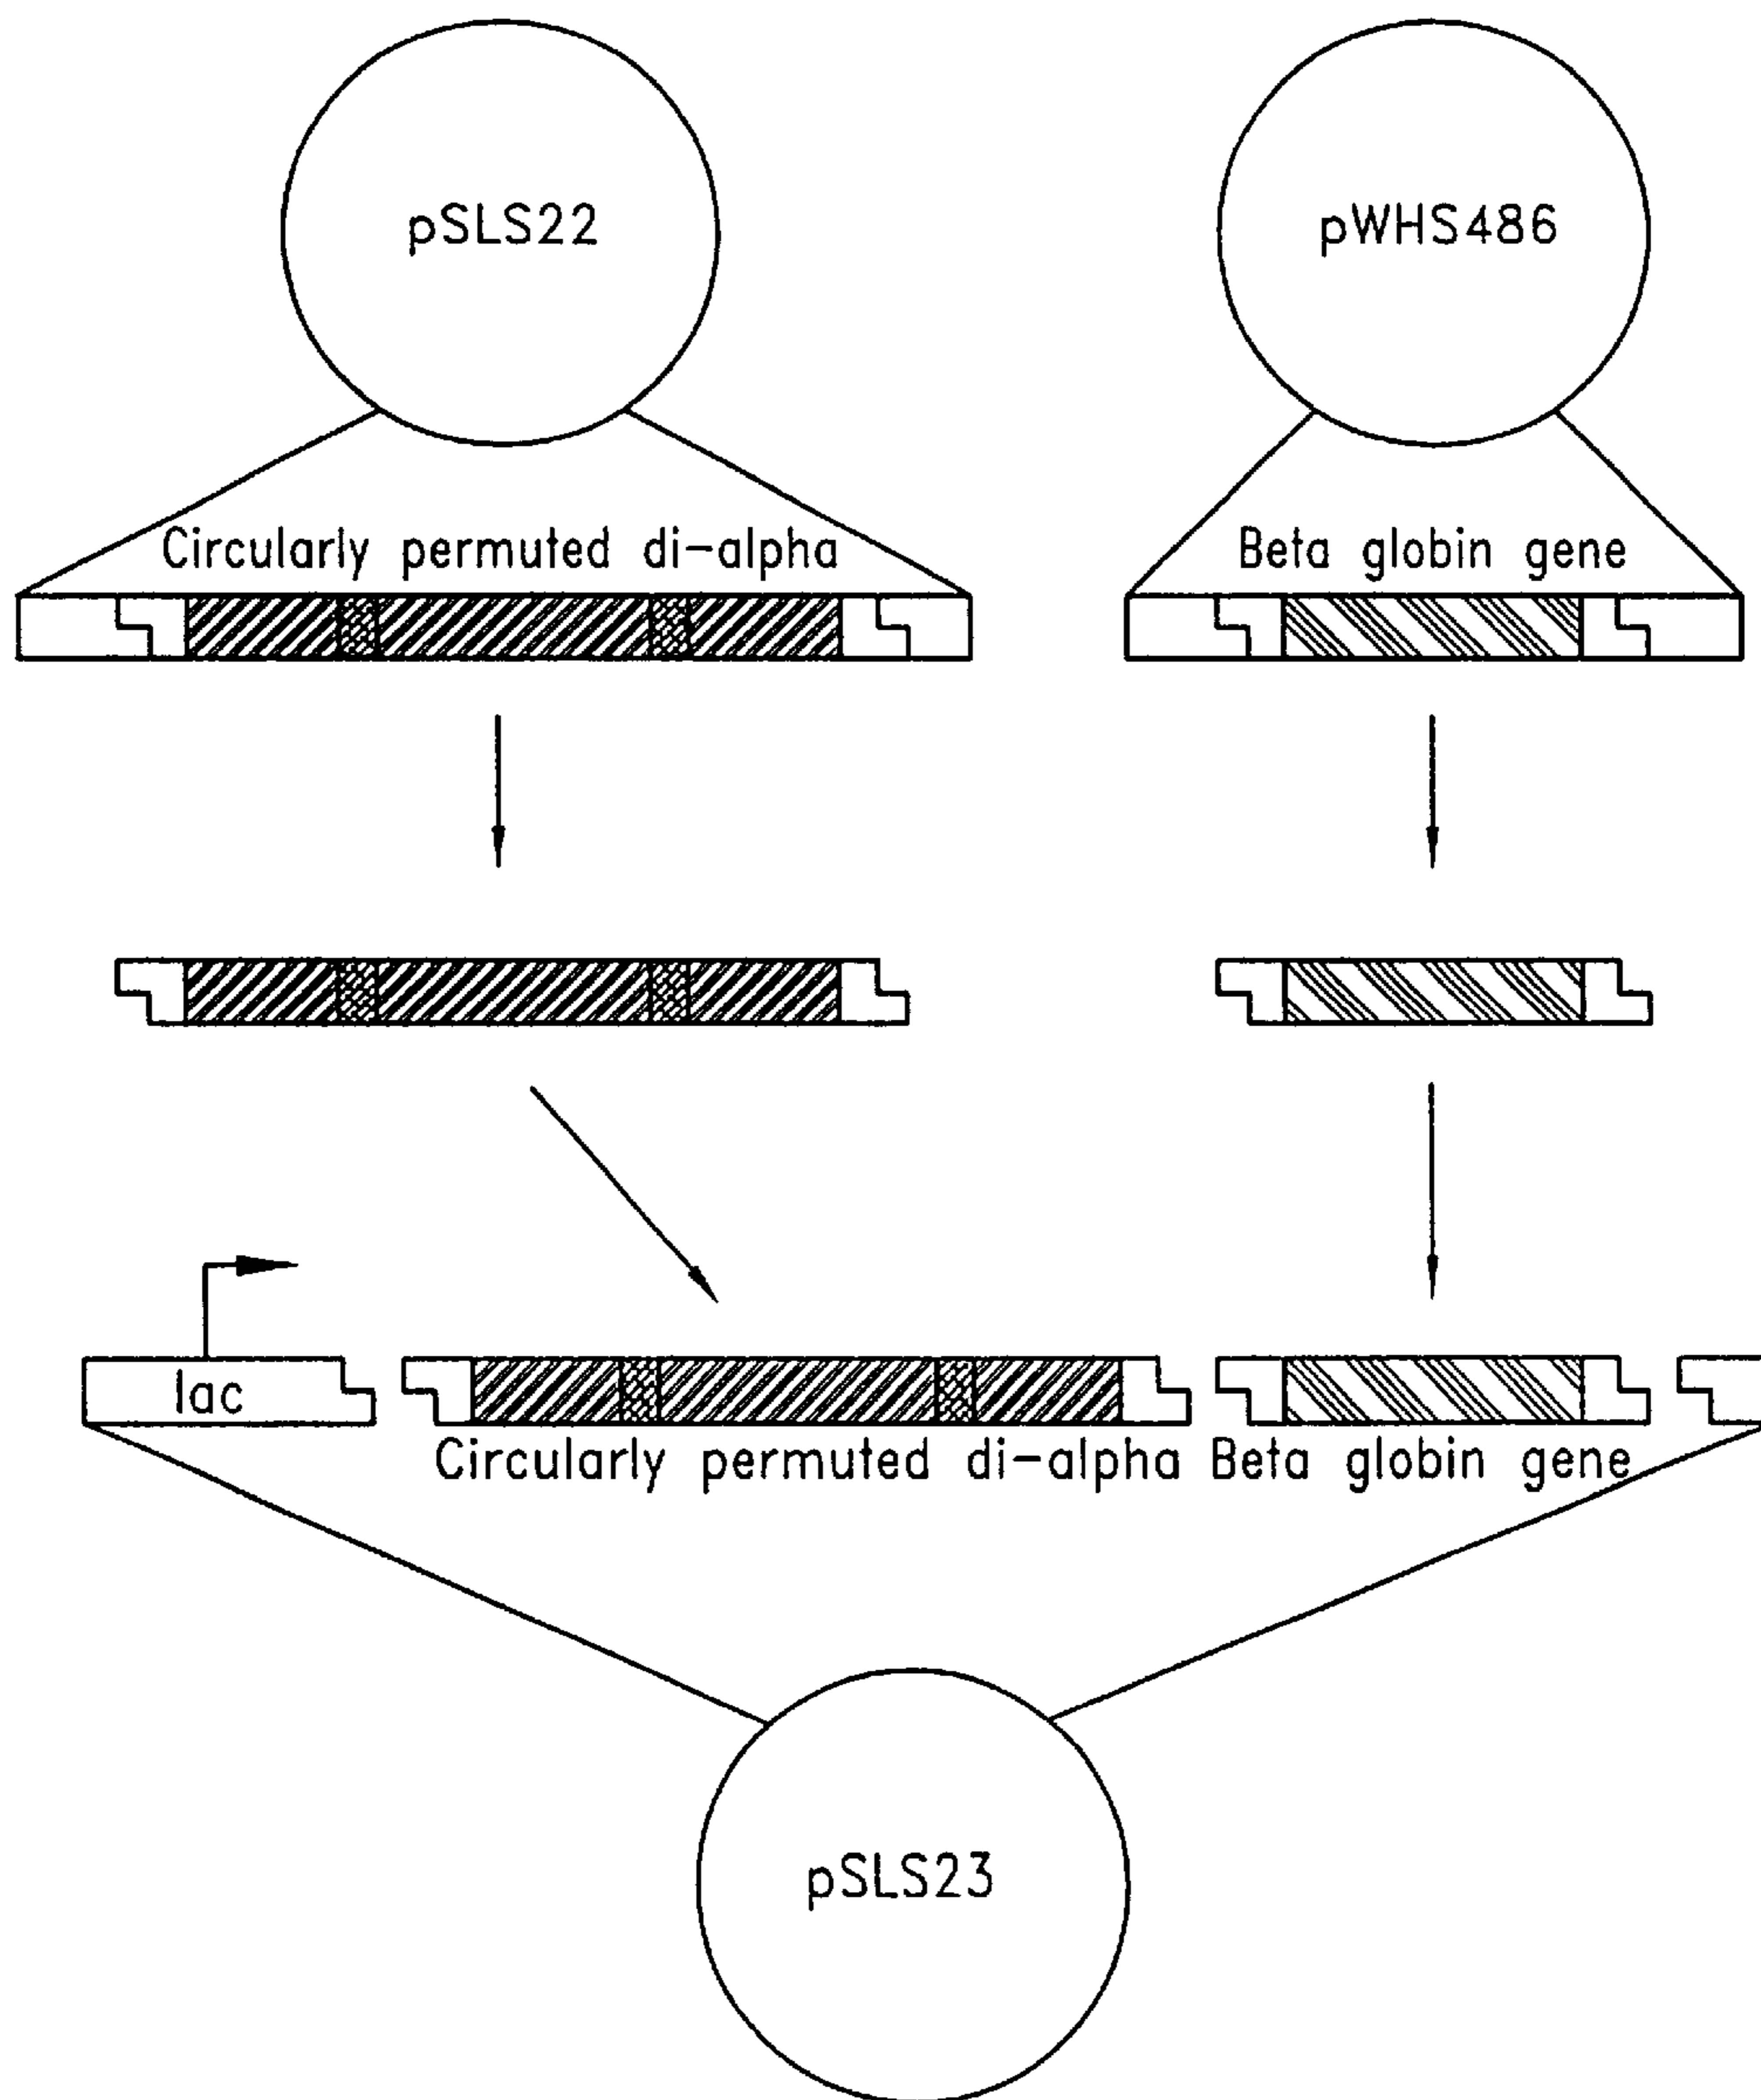 pSLS22
pWHS486
Circularly permuted di-alpha
Beta globin gene
lac
Circularly permuted di-alpha
Beta globin gene
pSLS23